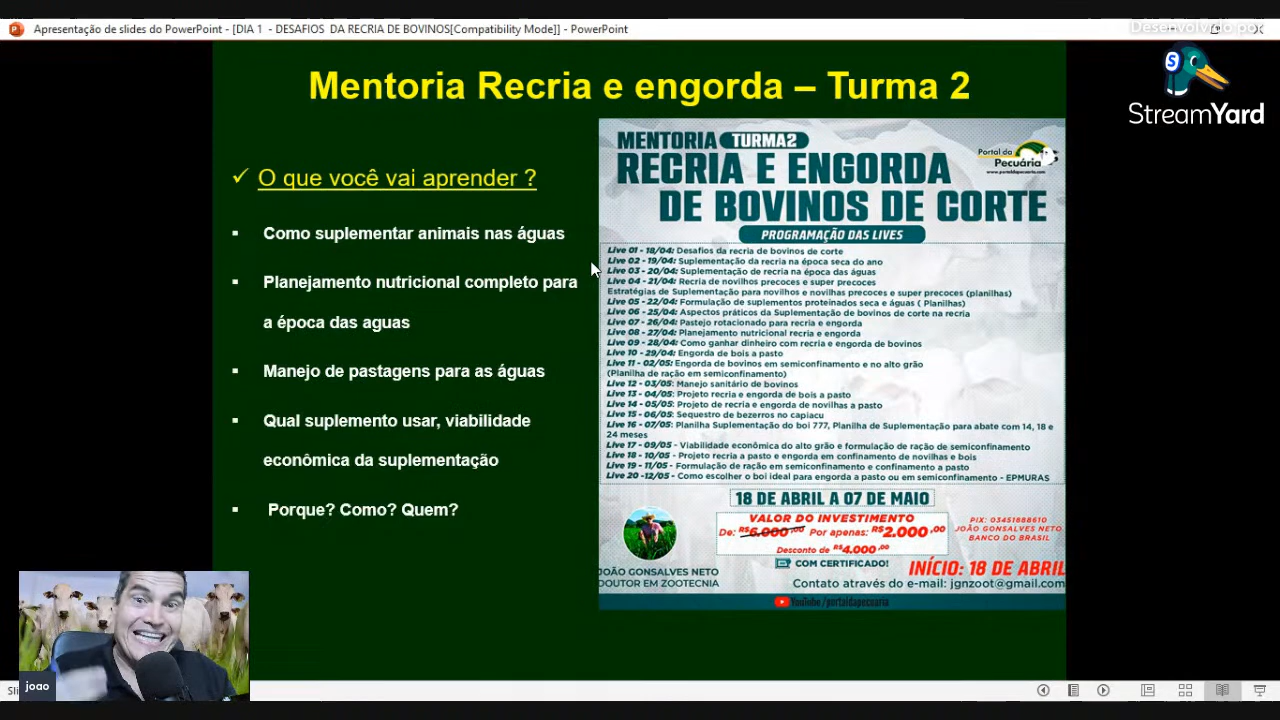 Apresentação de slides do PowerPoint - [DIA 1 - DESAFIOS DA RECRIA DE BOVINOS[Compatibility Mode]] - PowerPoint
Desenvolvido por
StreamYard
Mentoria Recria e engorda – Turma 2
O que você vai aprender ?
Como suplementar animais nas águas
Planejamento nutricional completo para
a época das aguas
Manejo de pastagens para as águas
Qual suplemento usar, viabilidade
econômica da suplementação
Porque? Como? Quem?
MENTORIA TURMA2
RECRIA E ENGORDA
DE BOVINOS DE CORTE
Portal da
Pecuária
www.portaldapecuaria.com
PROGRAMAÇÃO DAS LIVES
Live 01 - 18/04: Desafios da recria de bovinos de corte
Live 02 - 19/04: Suplementação da recria na época seca do ano
Live 03 - 20/04: Suplementação de recria na época das águas
Live 04 - 21/04: Recria de novilhos precoces e super precoces
Estratégias de Suplementação para novilhos e novilhas precoces e super precoces (planilhas)
Live 05 - 22/04: Formulação de suplementos proteinados seca e águas ( Planilhas)
Live 06 - 25/04: Aspectos práticos da Suplementação de bovinos de corte na recria
Live 07 - 26/04: Pastejo rotacionado para recria e engorda
Live 08 - 27/04: Planejamento nutricional recria e engorda
Live 09 - 28/04: Como ganhar dinheiro com recria e engorda de bovinos
Live 10 - 29/04: Engorda de bois a pasto
Live 11 - 02/05: Engorda de bovinos em semiconfinamento e no alto grão
(Planilha de ração em semiconfinamento)
Live 12 - 03/05: Manejo sanitário de bovinos
Live 13 - 04/05: Projeto recria e engorda de bois a pasto
Live 14 - 05/05: Projeto de recria e engorda de novilhas a pasto
Live 15 - 06/05: Sequestro de bezerros no capiacu
Live 16 - 07/05: Planilha Suplementação do boi 777, Planilha de Suplementação para abate com 14, 18 e
24 meses
Live 17 - 09/05 - Viabilidade econômica do alto grão e formulação de ração de semiconfinamento
Live 18 - 10/05 - Projeto recria a pasto e engorda em confinamento de novilhas e bois
Live 19 - 11/05 - Formulação de ração em semiconfinamento e confinamento a pasto
Live 20 -12/05 - Como escolher o boi ideal para engorda a pasto ou em semiconfinamento - EPMURAS
18 DE ABRIL A 07 DE MAIO
VALOR DO INVESTIMENTO
De: R$6.000,00 Por apenas: R$2.000,00
Desconto de R$4.000,00
PIX: 03451888610
JOÃO GONSALVES NETO
BANCO DO BRASIL
COM CERTIFICADO!
INÍCIO: 18 DE ABRIL
JOÃO GONSALVES NETO
DOUTOR EM ZOOTECNIA
Contato através do e-mail: jgnzoot@gmail.com
YouTube/portaldapecuaria
joao
Sli